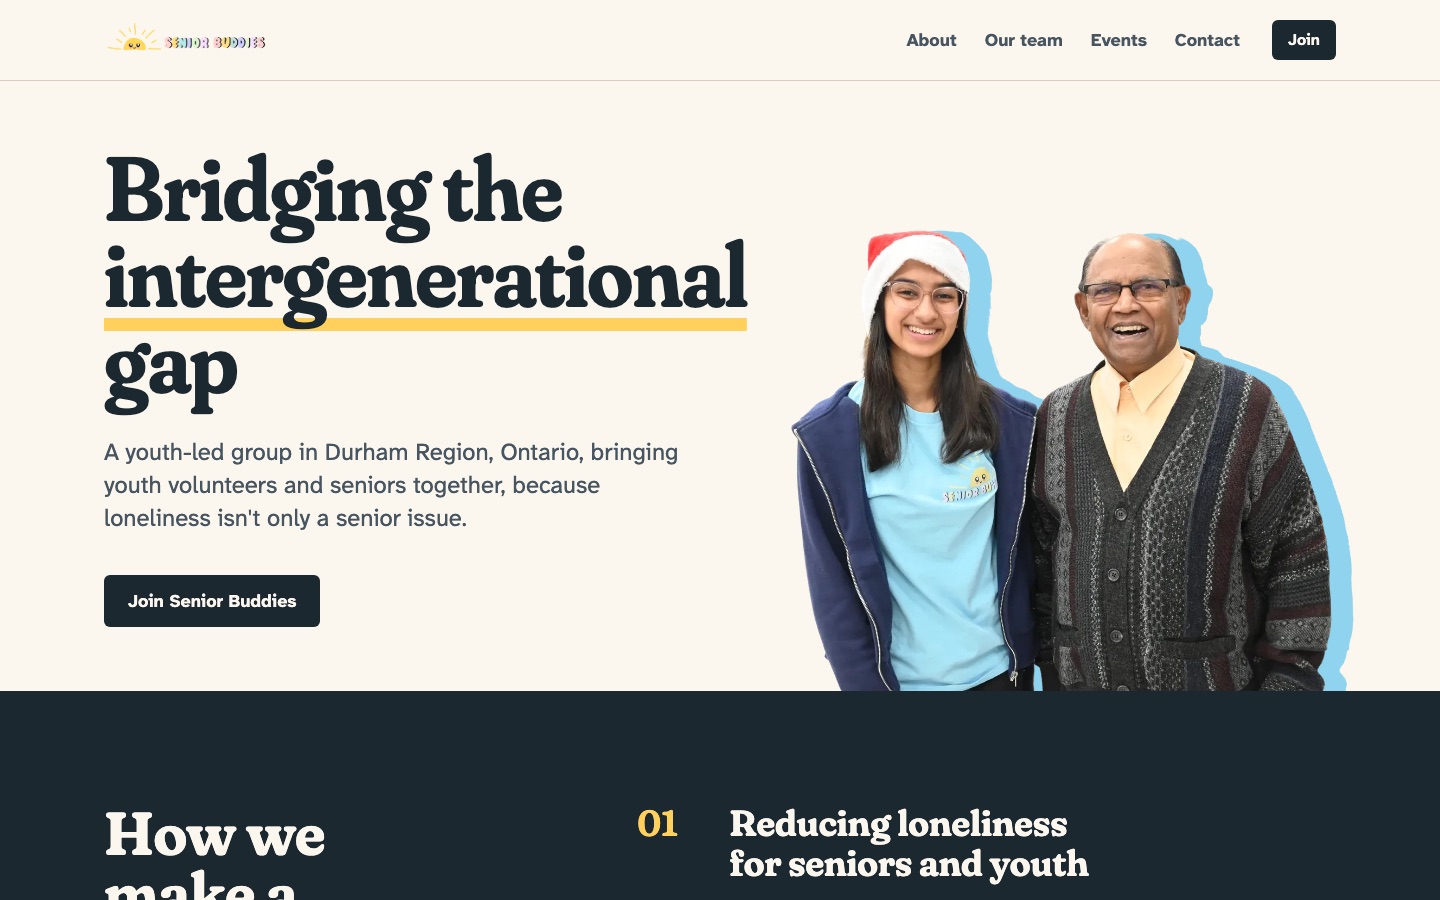 SENIOR BUDDIES
About
Our team
Events
Contact
Join
Bridging the
intergenerational
gap
A youth-led group in Durham Region, Ontario, bringing
youth volunteers and seniors together, because
loneliness isn't only a senior issue.
Join Senior Buddies
SENIOR
How we
make a
01
Reducing loneliness
for seniors and youth